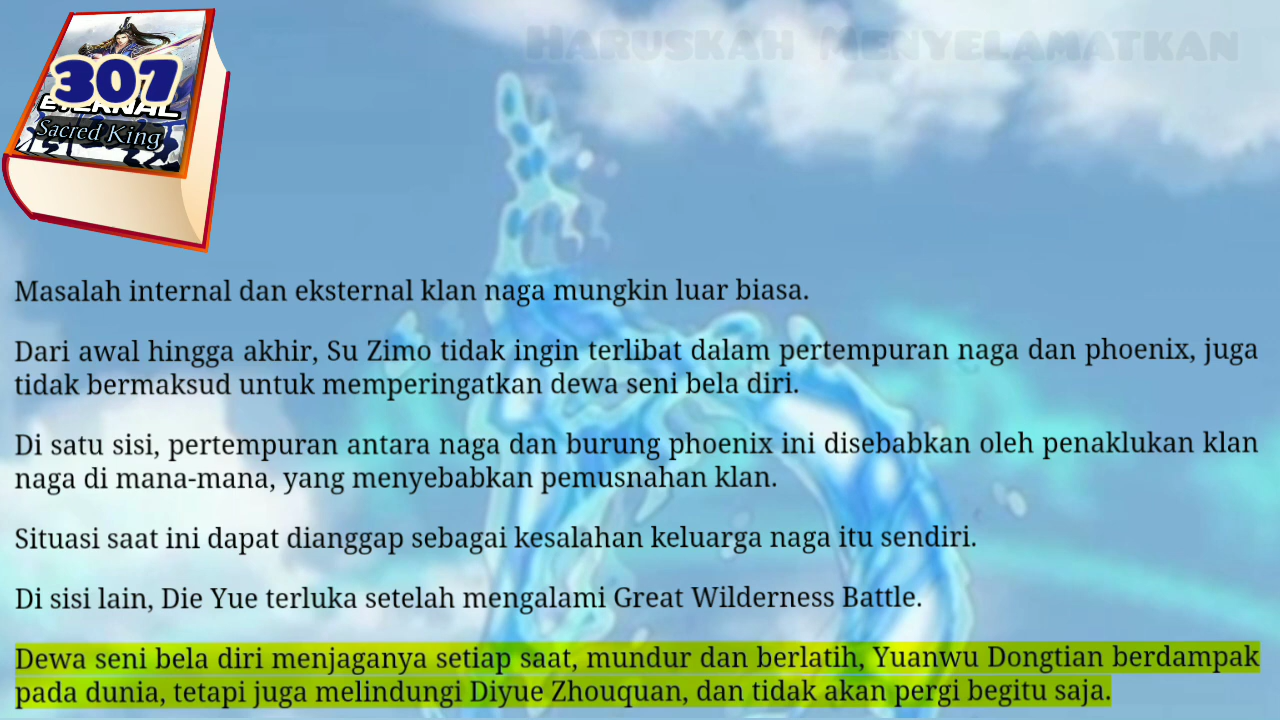 HARUSKAH MENYELAMATKAN
307
ETERNAL
Sacred King
Masalah internal dan eksternal klan naga mungkin luar biasa.
Dari awal hingga akhir, Su Zimo tidak ingin terlibat dalam pertempuran naga dan phoenix, juga
tidak bermaksud untuk memperingatkan dewa seni bela diri.
Di satu sisi, pertempuran antara naga dan burung phoenix ini disebabkan oleh penaklukan klan
naga di mana-mana, yang menyebabkan pemusnahan klan.
Situasi saat ini dapat dianggap sebagai kesalahan keluarga naga itu sendiri.
Di sisi lain, Die Yue terluka setelah mengalami Great Wilderness Battle.
Dewa seni bela diri menjaganya setiap saat, mundur dan berlatih, Yuanwu Dongtian berdampak
pada dunia, tetapi juga melindungi Diyue Zhouquan, dan tidak akan pergi begitu saja.